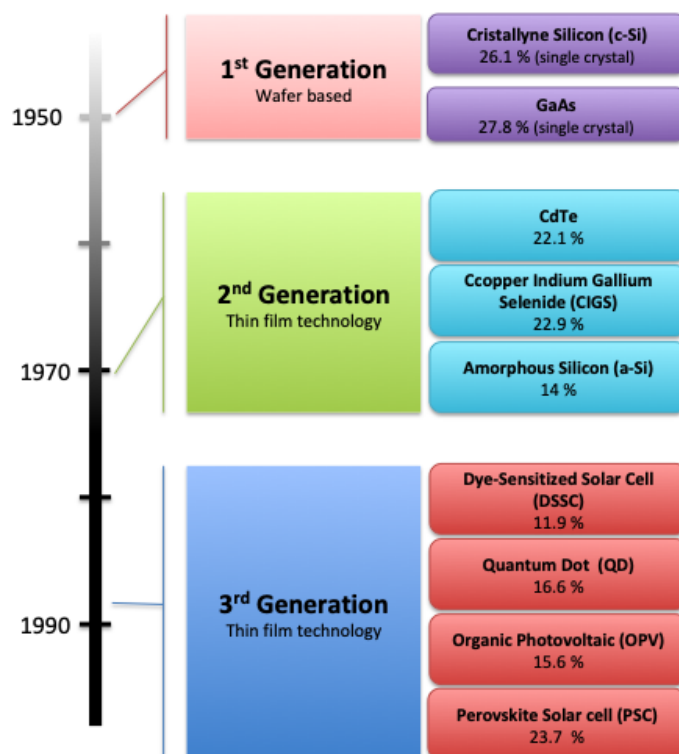 1950
1970
1990
1st Generation
Wafer based
Cristallyne Silicon (c-Si)
26.1 % (single crystal)
GaAs
27.8 % (single crystal)
2nd Generation
Thin film technology
CdTe
22.1 %
Ccopper Indium Gallium
Selenide (CIGS)
22.9 %
Amorphous Silicon (a-Si)
14 %
3rd Generation
Thin film technology
Dye-Sensitized Solar Cell
(DSSC)
11.9 %
Quantum Dot (QD)
16.6 %
Organic Photovoltaic (OPV)
15.6 %
Perovskite Solar cell (PSC)
23.7 %